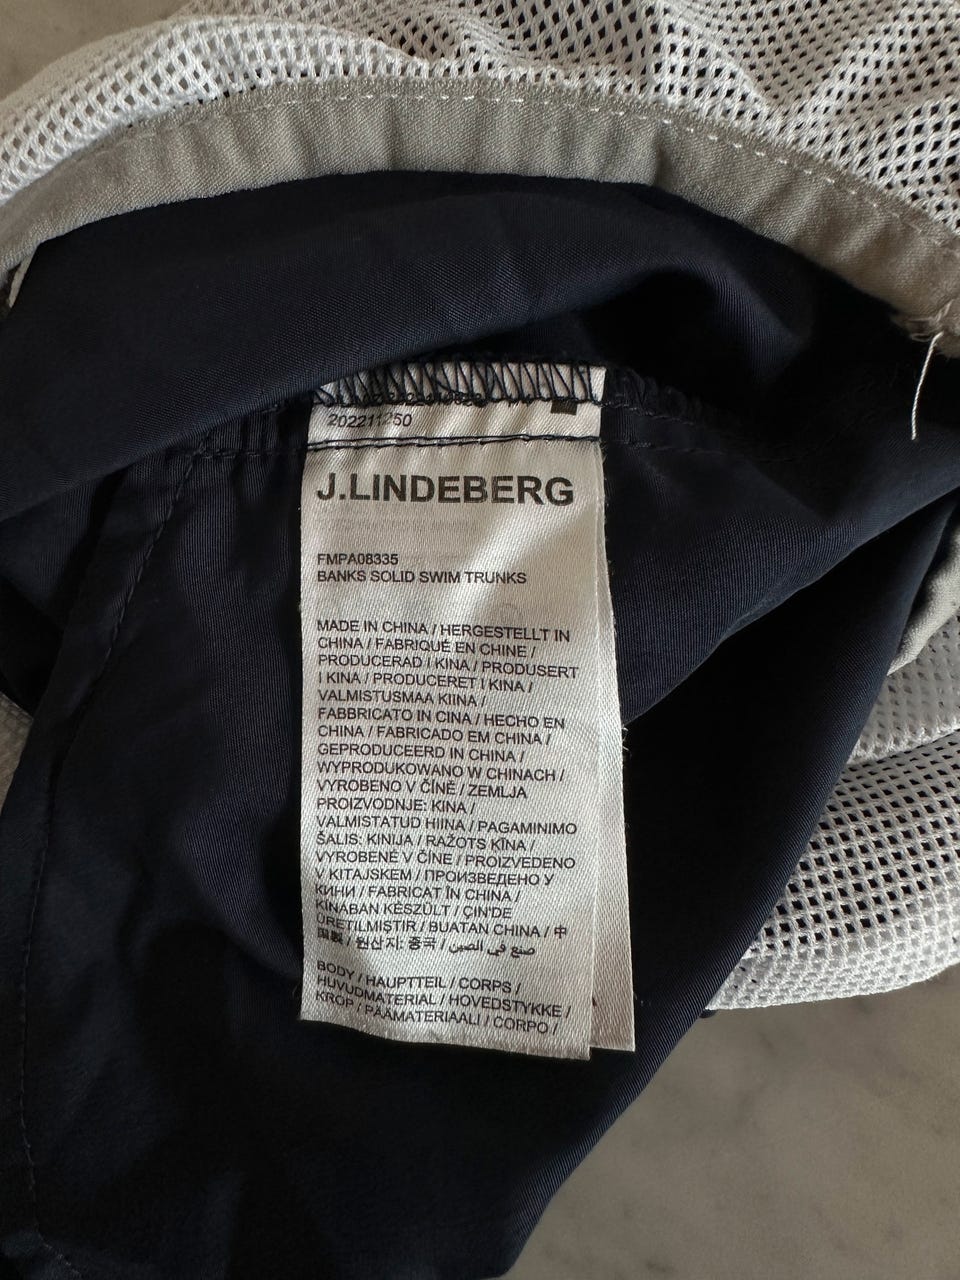 202211250
J.LINDEBERG
FMPA08335
BANKS SOLID SWIM TRUNKS
MADE IN CHINA / HERGESTELLT IN
CHINA / FABRIQUÉ EN CHINE /
PRODUCERAD I KINA / PRODUSERT
I KINA / PRODUCERET I KINA /
VALMISTUSMAA KIINA /
FABBRICATO IN CINA / HECHO EN
CHINA / FABRICADO EM CHINA /
GEPRODUCEERD IN CHINA /
WYPRODUKOWANO W CHINACH /
VYROBENO V ČÍNĚ / ZEMLJA
PROIZVODNJE: KINA /
VALMISTATUD HIINA / PAGAMINIMO
ŠALIS: KINIJA / RAŽOTS ĶĪNA /
VYROBENÉ V ČÍNE / PROIZVEDENO
V KITAJSKEM / ПРОИЗВЕДЕНО У
КИНИ / FABRICAT ÎN CHINA /
KÍNÁBAN KÉSZÜLT / ÇİN'DE
ÜRETİLMİŞTİR / BUATAN CHINA / 中
国製 / 원산지: 중국 / صنع في الصين
BODY / HAUPTTEIL / CORPS /
HUVUDMATERIAL / HOVEDSTYKKE /
KROP / PÄÄMATERIAALI / CORPO /